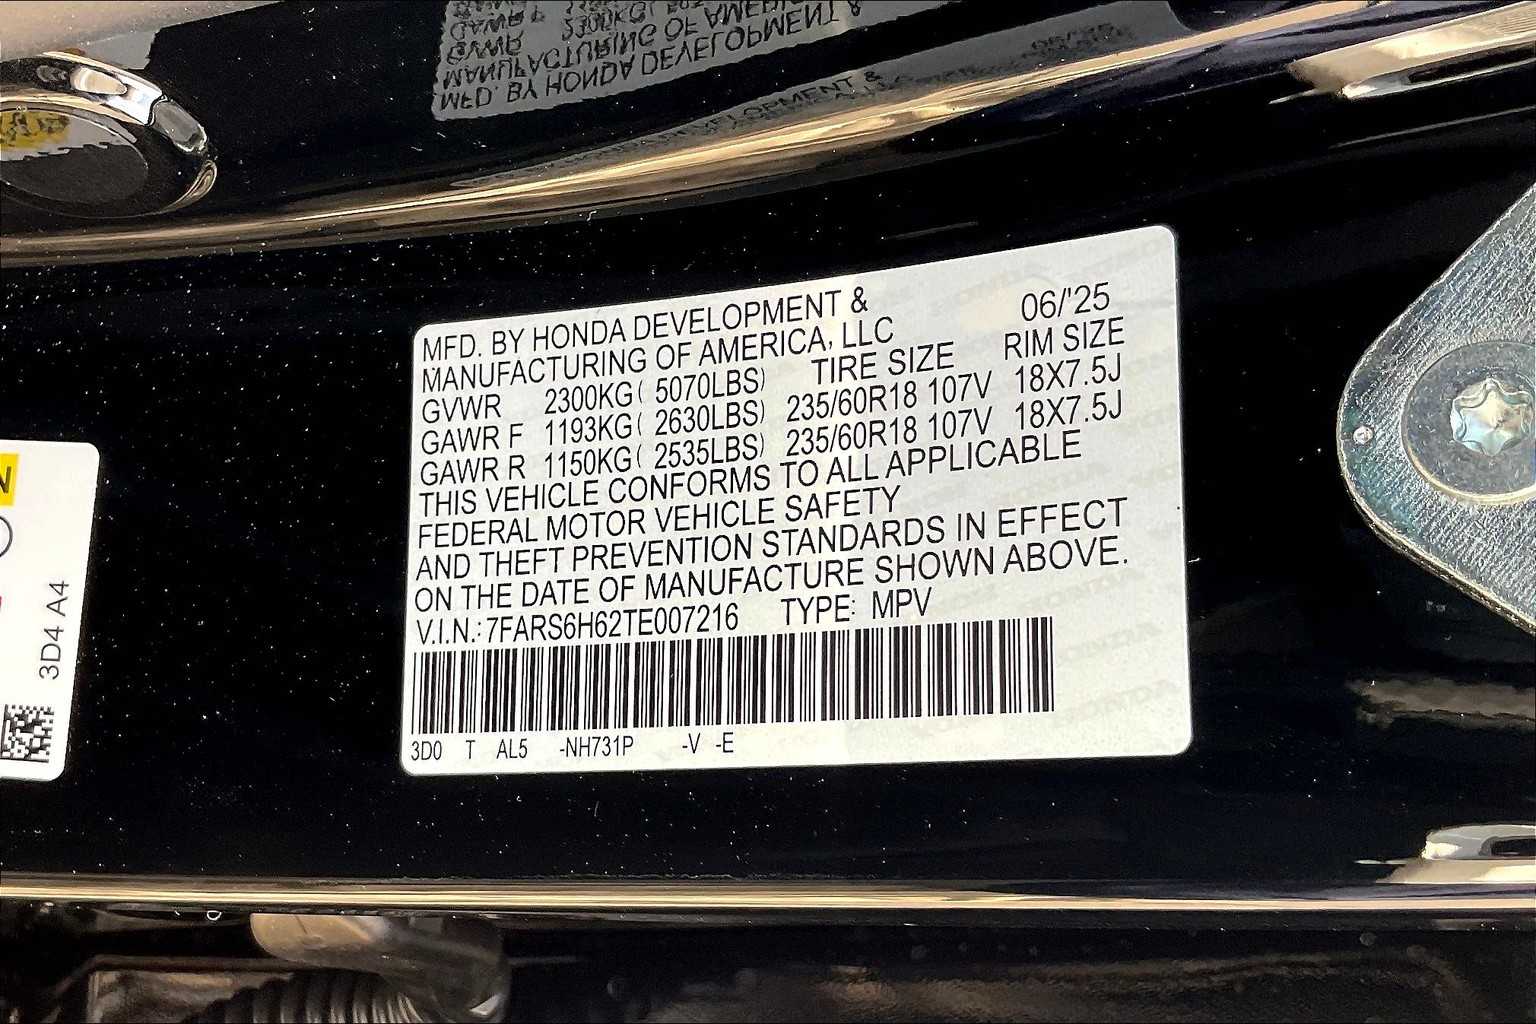 MFD. BY HONDA DEVELOPMENT &
MANUFACTURING OF AMERICA, LLC
06/'25
TIRE SIZE RIM SIZE
GVWR 2300KG( 5070LBS)
GAWR F 1193KG( 2630LBS) 235/60R18 107V 18X7.5J
GAWR R 1150KG( 2535LBS) 235/60R18 107V 18X7.5J
THIS VEHICLE CONFORMS TO ALL APPLICABLE
FEDERAL MOTOR VEHICLE SAFETY
AND THEFT PREVENTION STANDARDS IN EFFECT
ON THE DATE OF MANUFACTURE SHOWN ABOVE.
V.I.N.: 7FARS6H62TE007216 TYPE: MPV
3D0 T AL5 -NH731P -V -E
3D4 A4